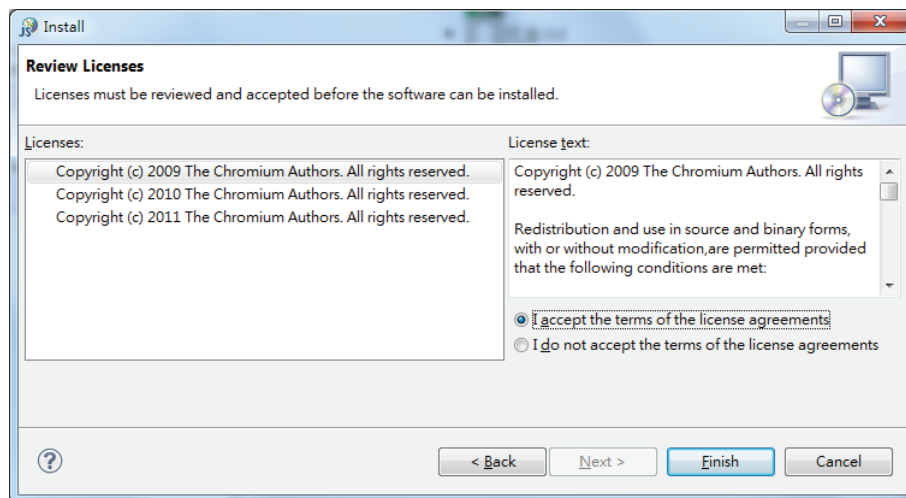 Install
Review Licenses
Licenses must be reviewed and accepted before the software can be installed.
Licenses:
Copyright (c) 2009 The Chromium Authors. All rights reserved.
Copyright (c) 2010 The Chromium Authors. All rights reserved.
Copyright (c) 2011 The Chromium Authors. All rights reserved.
License text:
Copyright (c) 2009 The Chromium Authors. All rights
reserved.
Redistribution and use in source and binary forms,
with or without modification,are permitted provided
that the following conditions are met:
I accept the terms of the license agreements
I do not accept the terms of the license agreements
?
< Back
Next >
Finish
Cancel